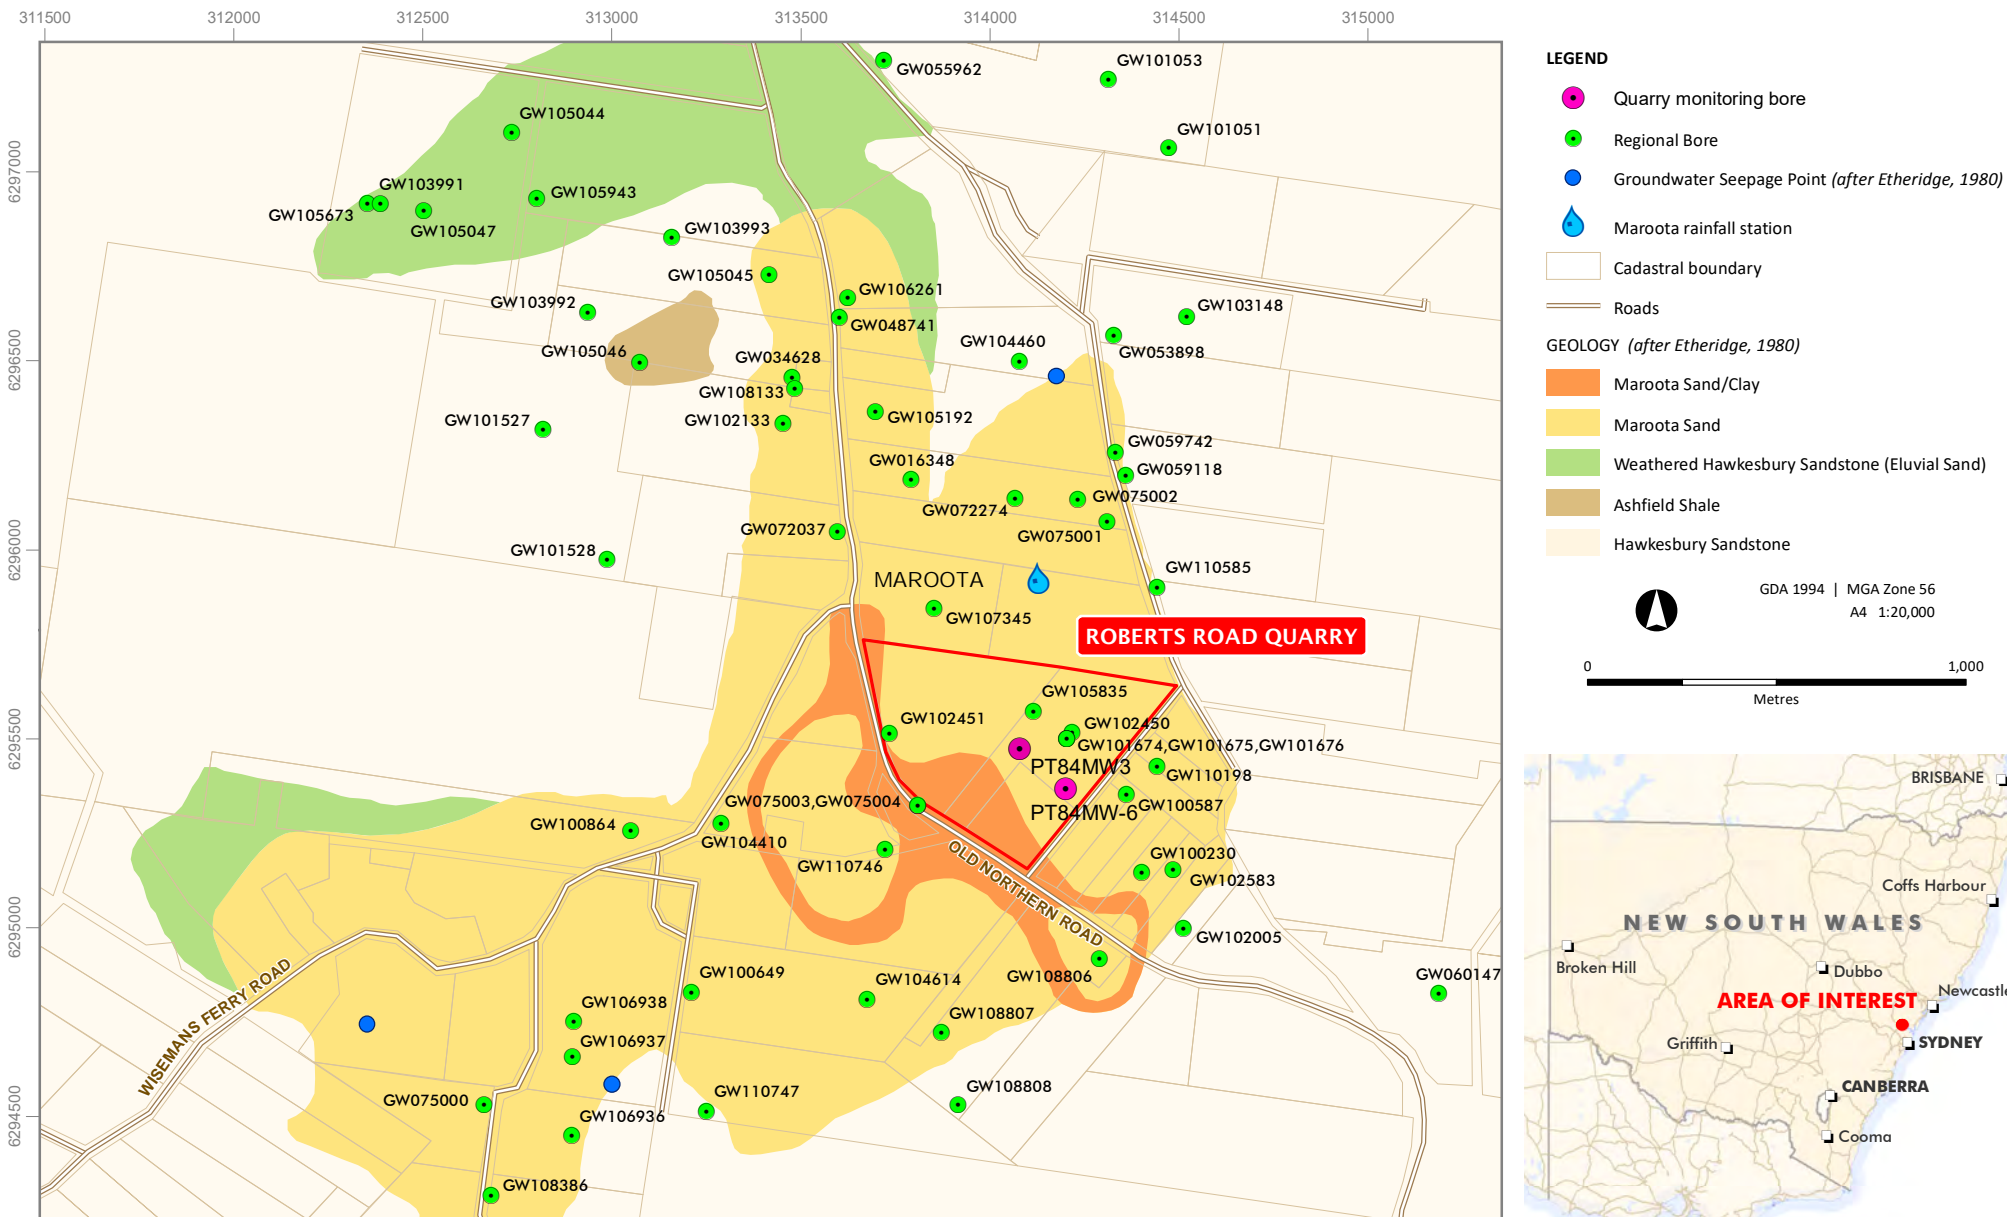 311500
312000
312500
313000
313500
314000
314500
315000
6297000
6296500
6296000
6295500
6295000
6294500
GW055962
GW101053
GW105044
GW101051
GW103991
GW105673
GW105943
GW105047
GW103993
GW105045
GW106261
GW103992
GW048741
GW103148
GW105046
GW034628
GW104460
GW053898
GW108133
GW102133
GW105192
GW101527
GW059742
GW016348
GW059118
GW072274
GW075002
GW075001
GW072037
GW101528
MAROOTA
GW110585
GW107345
ROBERTS ROAD QUARRY
GW105835
GW102451
GW102450
GW101674,GW101675,GW101676
PT84MW3
GW110198
GW075003,GW075004
GW100587
PT84MW-6
GW100864
GW104410
GW110746
OLD NORTHERN ROAD
GW100230
GW102583
GW102005
GW108806
GW060147
WISEMANS FERRY ROAD
GW100649
GW104614
GW106938
GW108807
GW106937
GW075000
GW106936
GW110747
GW108808
GW108386
LEGEND
Quarry monitoring bore
Regional Bore
Groundwater Seepage Point (after Etheridge, 1980)
Maroota rainfall station
Cadastral boundary
Roads
GEOLOGY (after Etheridge, 1980)
Maroota Sand/Clay
Maroota Sand
Weathered Hawkesbury Sandstone (Eluvial Sand)
Ashfield Shale
Hawkesbury Sandstone
GDA 1994 | MGA Zone 56
A4 1:20,000
0 1,000
Metres
BRISBANE
Coffs Harbour
NEW SOUTH WALES
Broken Hill
Dubbo
Newcastle
AREA OF INTEREST
Griffith
SYDNEY
CANBERRA
Cooma